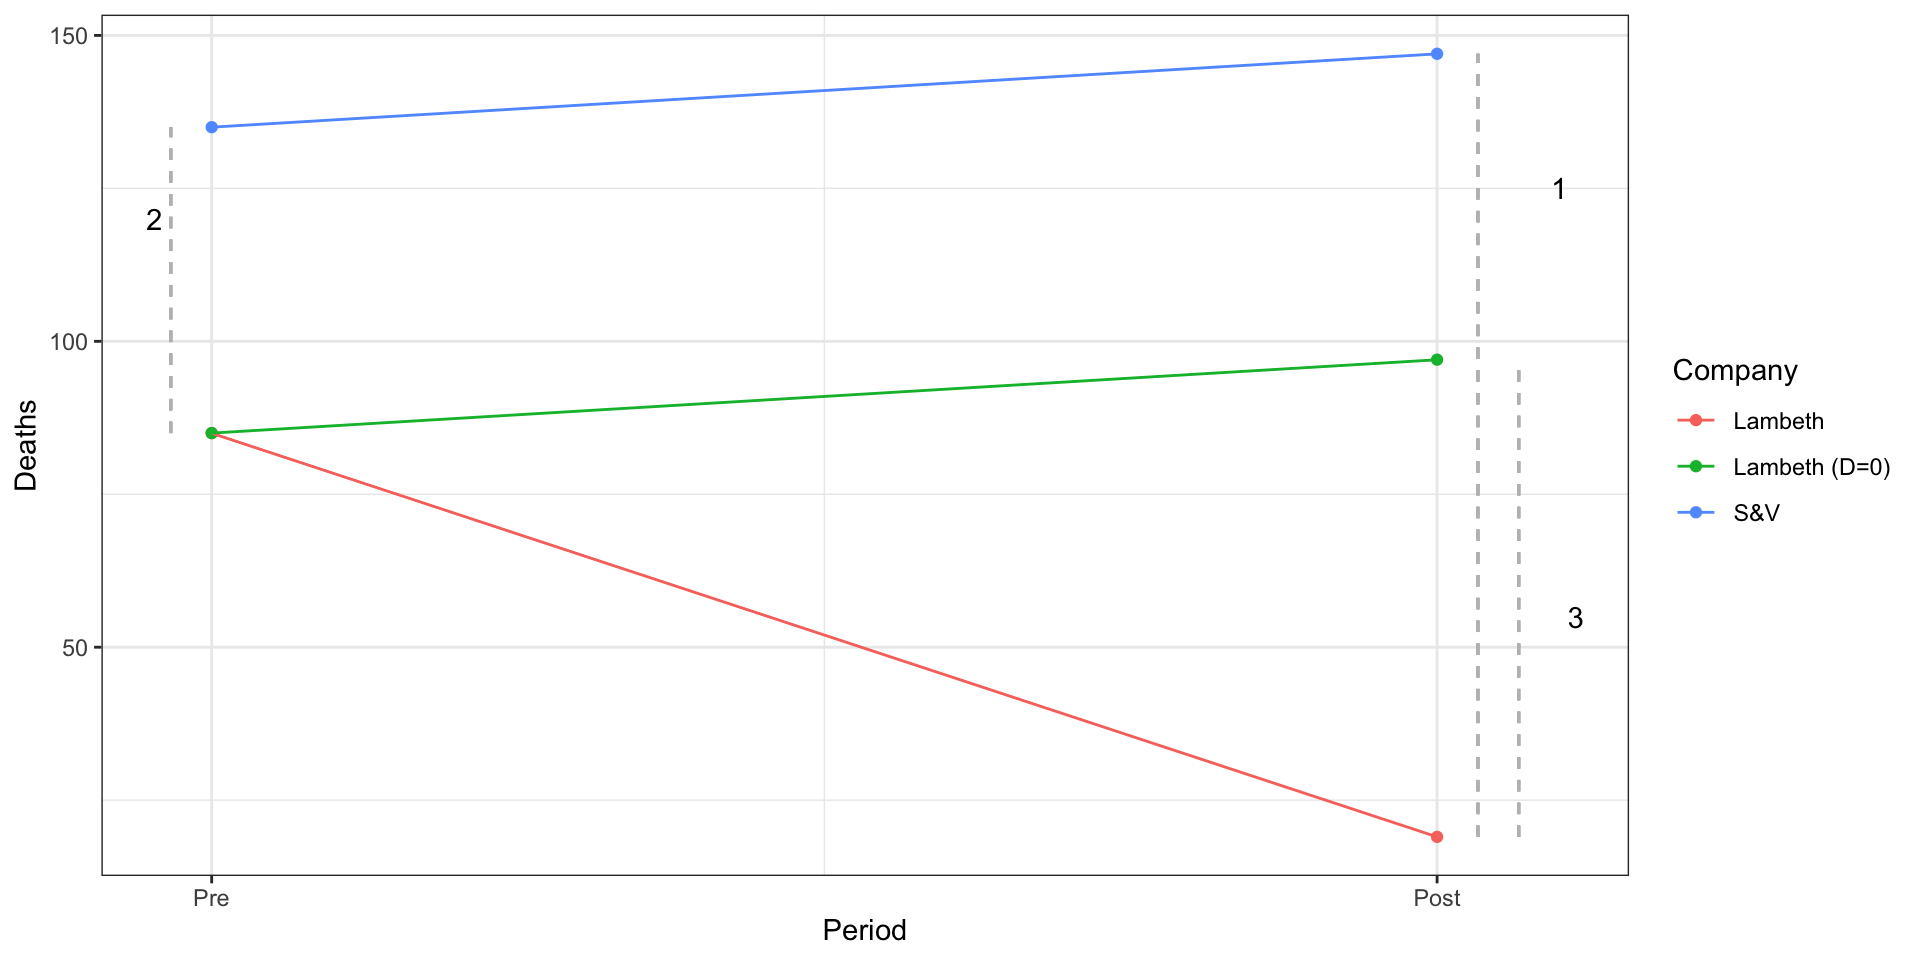 150
100
50
Deaths
2
1
3
Pre
Post
Period
Company
Lambeth
Lambeth (D=0)
S&V